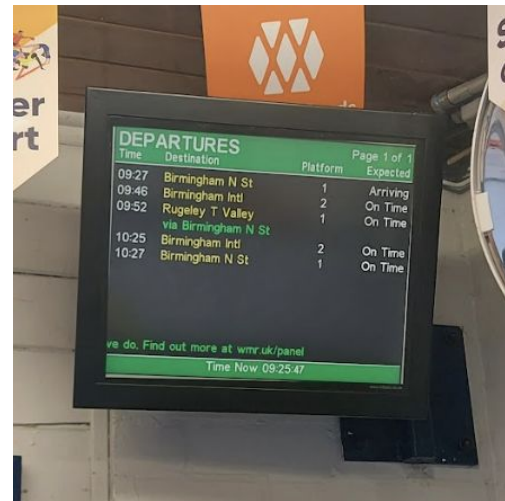 er
rt
DEPARTURES Page 1 of 1
Time Destination Platform Expected
09:27 Birmingham N St 1 Arriving
09:46 Birmingham Intl 2 On Time
09:52 Rugeley T Valley 1 On Time
via Birmingham N St
10:25 Birmingham Intl 2 On Time
10:27 Birmingham N St 1 On Time
ve do. Find out more at wmr.uk/panel
Time Now 09:25:47